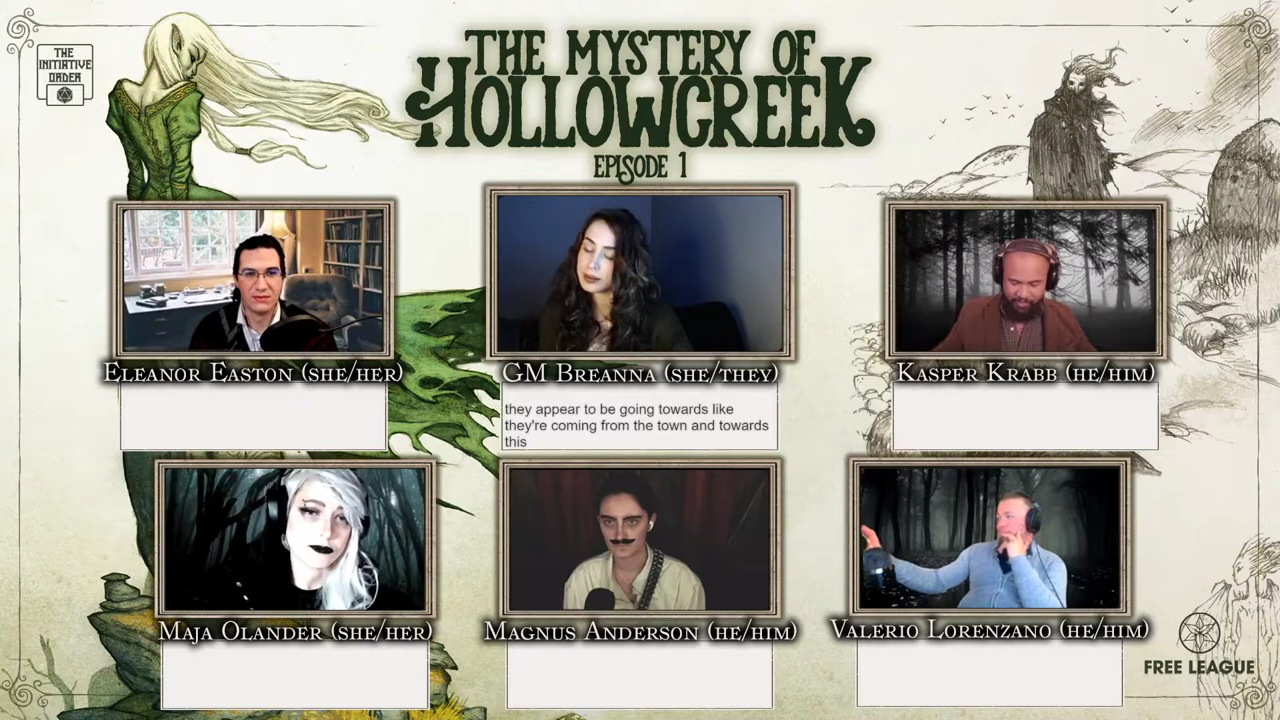 THE
INITIATIVE
ORDER
THE MYSTERY OF
HOLLOWGREEK
EPISODE 1
ELEANOR EASTON (SHE/HER)
GM BREANNA (SHE/THEY)
KASPER KRABB (HE/HIM)
they appear to be going towards like
they're coming from the town and towards
this
MAJA OLANDER (SHE/HER)
MAGNUS ANDERSON (HE/HIM)
VALERIO LORENZANO (HE/HIM)
FREE LEAGUE